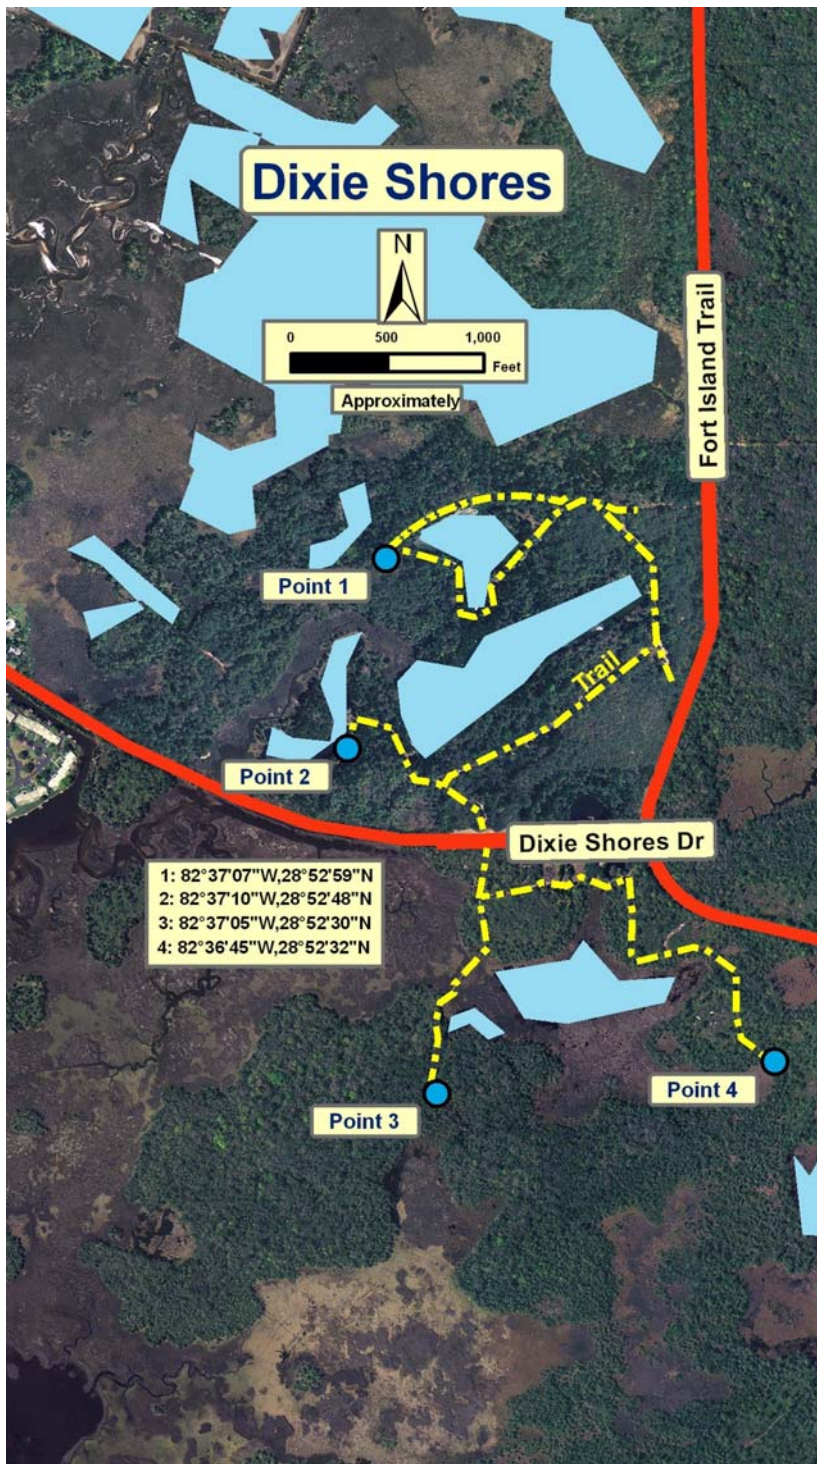 Dixie Shores
N
0 500 1,000
Feet
Approximately
Fort Island Trail
Point 1
Trail
Point 2
Dixie Shores Dr
1: 82°37'07"W,28°52'59"N
2: 82°37'10"W,28°52'48"N
3: 82°37'05"W,28°52'30"N
4: 82°36'45"W,28°52'32"N
Point 4
Point 3